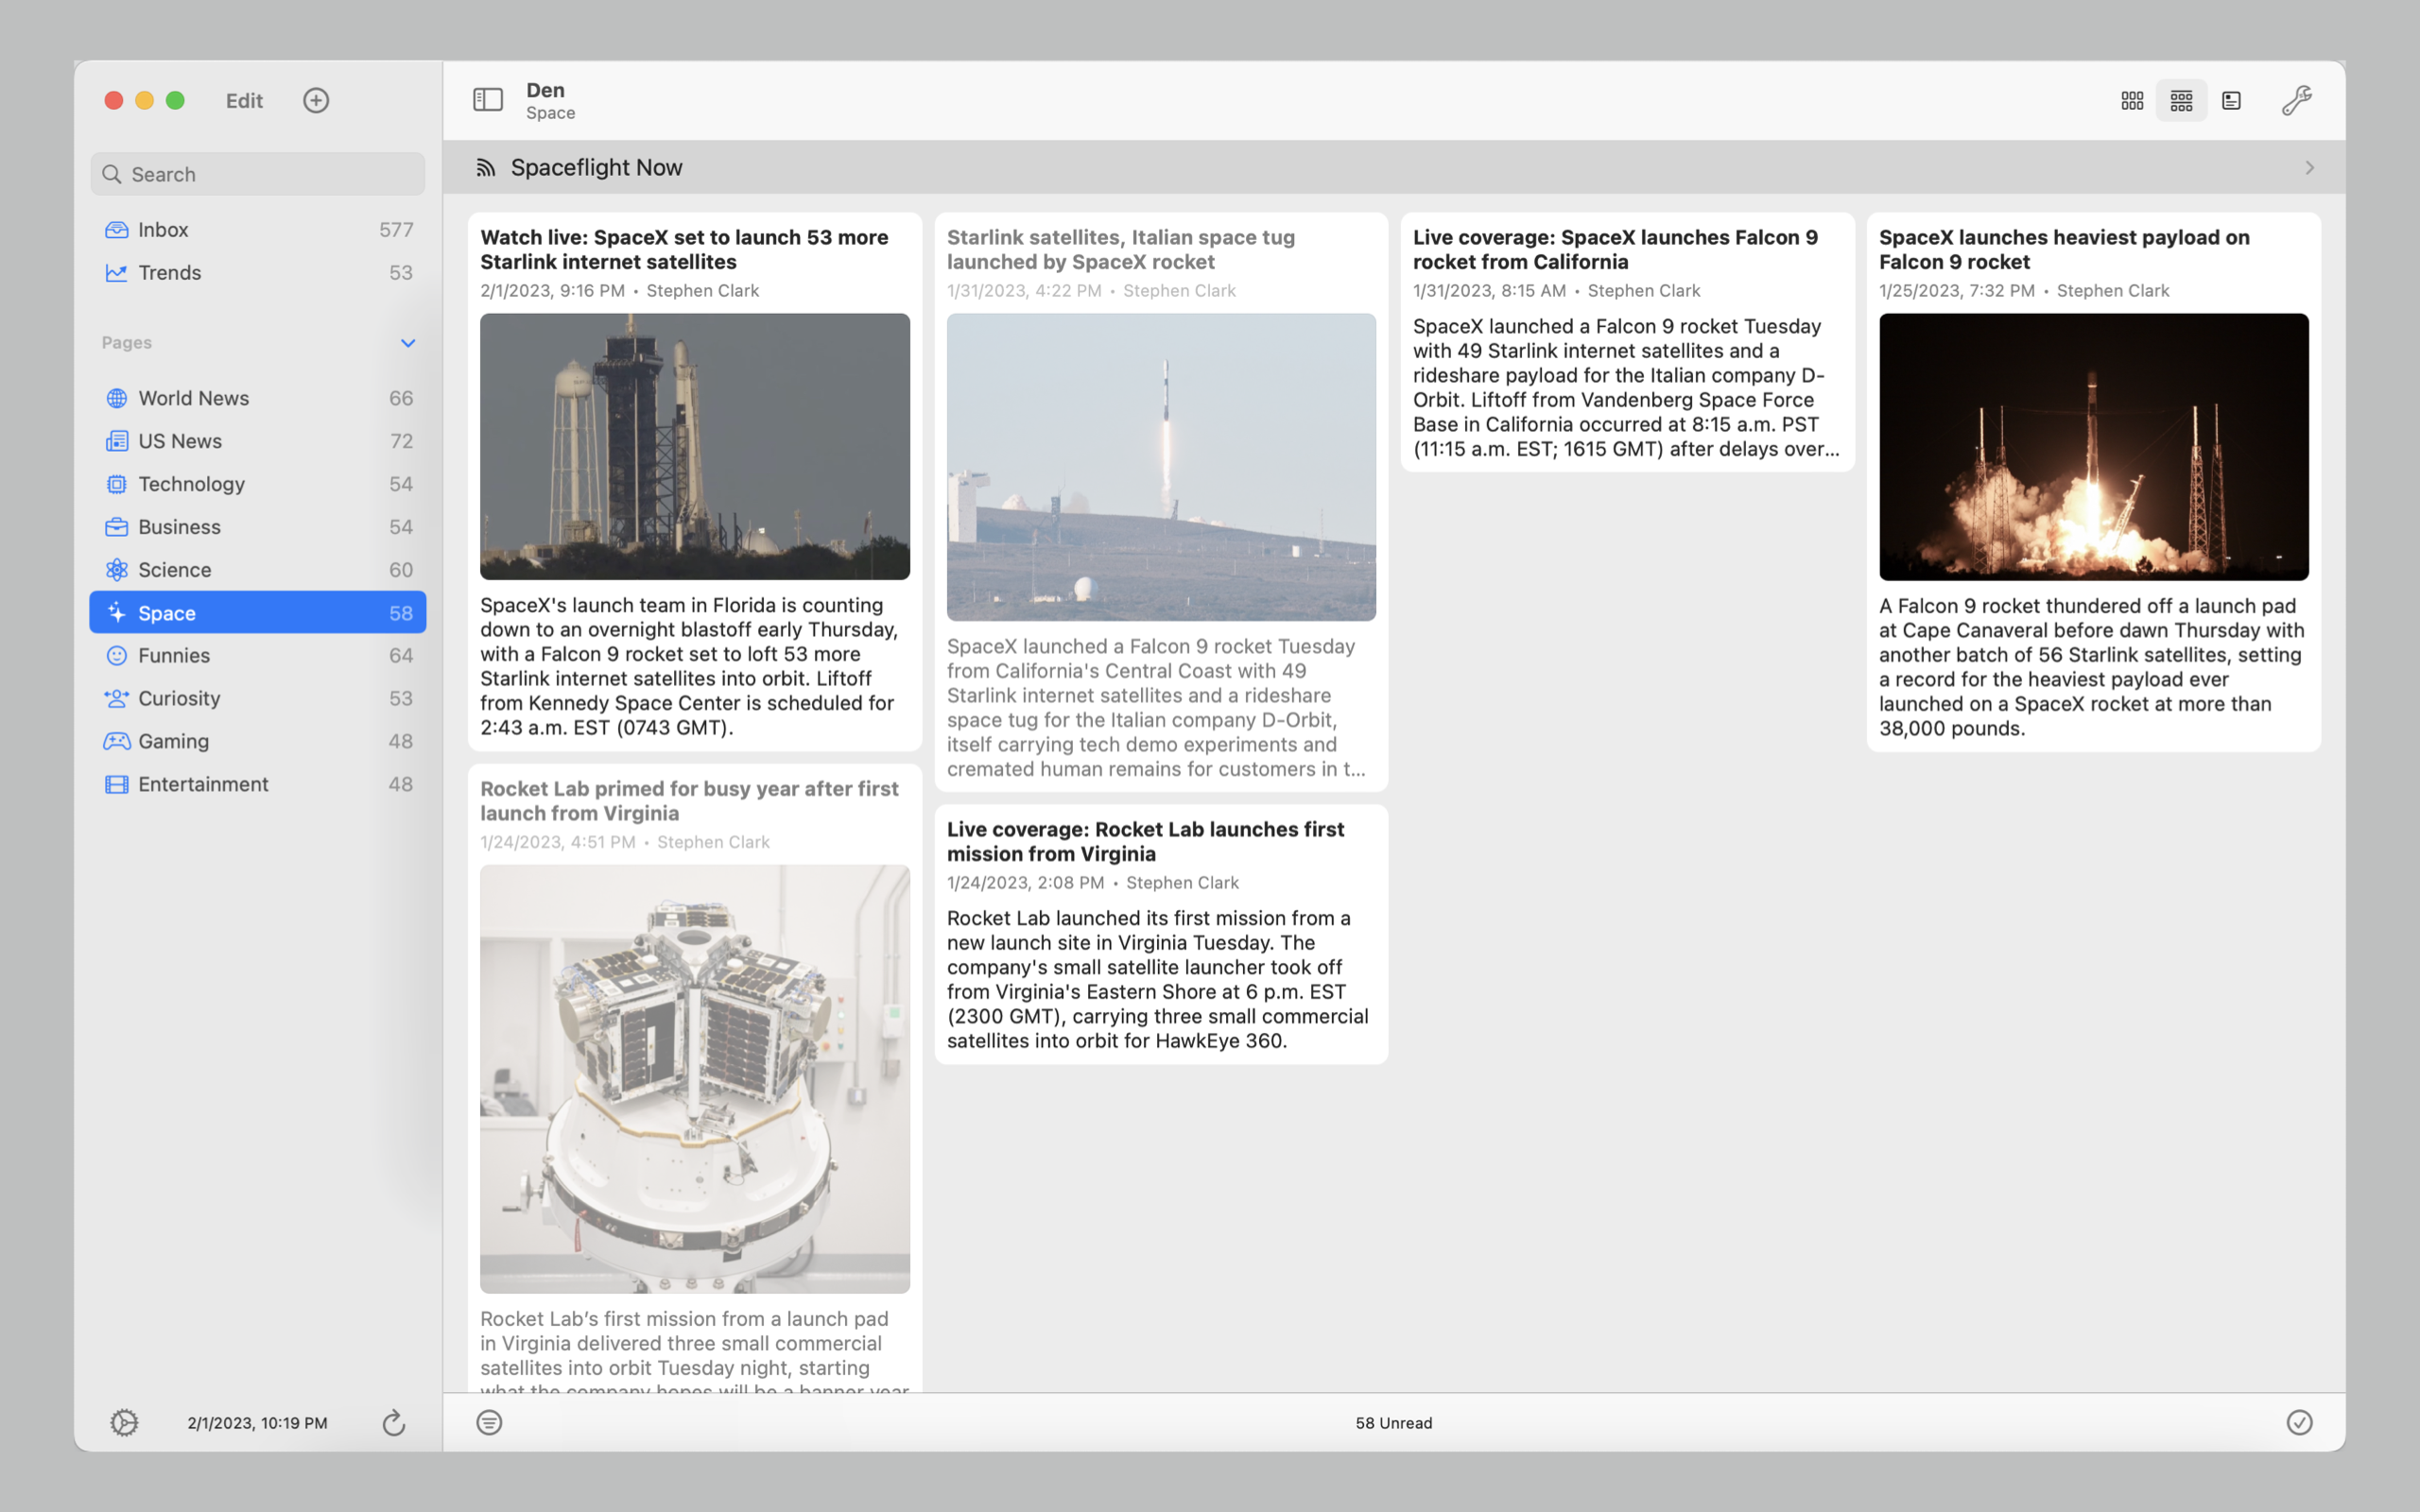 Edit
Search
Inbox 577
Trends 53
Pages
World News 66
US News 72
Technology 54
Business 54
Science 60
Space 58
Funnies 64
Curiosity 53
Gaming 48
Entertainment 48
2/1/2023, 10:19 PM
Den
Space
Spaceflight Now
Watch live: SpaceX set to launch 53 more
Starlink internet satellites
2/1/2023, 9:16 PM • Stephen Clark
SpaceX's launch team in Florida is counting
down to an overnight blastoff early Thursday,
with a Falcon 9 rocket set to loft 53 more
Starlink internet satellites into orbit. Liftoff
from Kennedy Space Center is scheduled for
2:43 a.m. EST (0743 GMT).
Rocket Lab primed for busy year after first
launch from Virginia
1/24/2023, 4:51 PM • Stephen Clark
Rocket Lab’s first mission from a launch pad
in Virginia delivered three small commercial
satellites into orbit Tuesday night, starting
what the company hopes will be a banner year
Starlink satellites, Italian space tug
launched by SpaceX rocket
1/31/2023, 4:22 PM • Stephen Clark
SpaceX launched a Falcon 9 rocket Tuesday
from California's Central Coast with 49
Starlink internet satellites and a rideshare
space tug for the Italian company D-Orbit,
itself carrying tech demo experiments and
cremated human remains for customers in t...
Live coverage: Rocket Lab launches first
mission from Virginia
1/24/2023, 2:08 PM • Stephen Clark
Rocket Lab launched its first mission from a
new launch site in Virginia Tuesday. The
company's small satellite launcher took off
from Virginia's Eastern Shore at 6 p.m. EST
(2300 GMT), carrying three small commercial
satellites into orbit for HawkEye 360.
Live coverage: SpaceX launches Falcon 9
rocket from California
1/31/2023, 8:15 AM • Stephen Clark
SpaceX launched a Falcon 9 rocket Tuesday
with 49 Starlink internet satellites and a
rideshare payload for the Italian company D-
Orbit. Liftoff from Vandenberg Space Force
Base in California occurred at 8:15 a.m. PST
(11:15 a.m. EST; 1615 GMT) after delays over...
SpaceX launches heaviest payload on
Falcon 9 rocket
1/25/2023, 7:32 PM • Stephen Clark
A Falcon 9 rocket thundered off a launch pad
at Cape Canaveral before dawn Thursday with
another batch of 56 Starlink satellites, setting
a record for the heaviest payload ever
launched on a SpaceX rocket at more than
38,000 pounds.
58 Unread